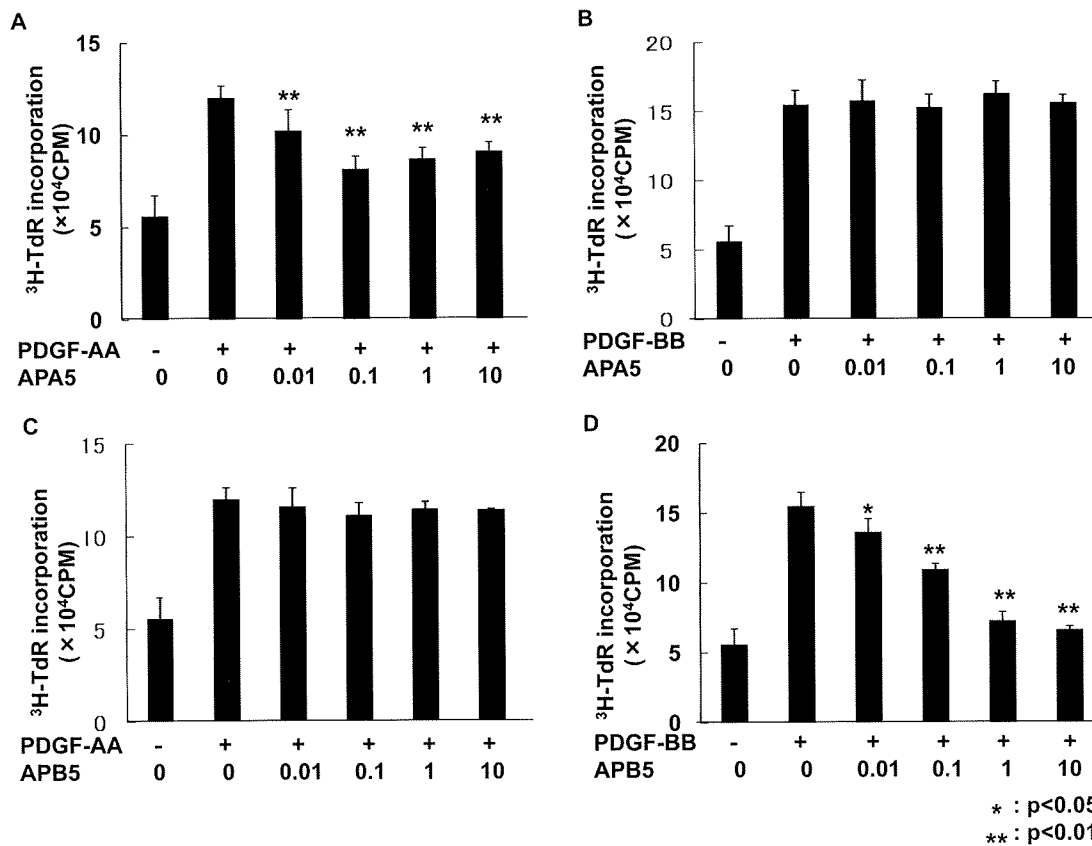 A
³H-TdR incorporation
(×10⁴CPM)
15
10
5
0
**
**
**
**
PDGF-AA - + + + + +
APA5 0 0 0.01 0.1 1 10
B
³H-TdR incorporation
(×10⁴CPM)
20
15
10
5
0
PDGF-BB - + + + + +
APA5 0 0 0.01 0.1 1 10
C
³H-TdR incorporation
(×10⁴CPM)
15
10
5
0
PDGF-AA - + + + + +
APB5 0 0 0.01 0.1 1 10
D
³H-TdR incorporation
(×10⁴CPM)
20
15
10
5
0
*
**
**
**
PDGF-BB - + + + + +
APB5 0 0 0.01 0.1 1 10
* : p<0.05
** : p<0.01